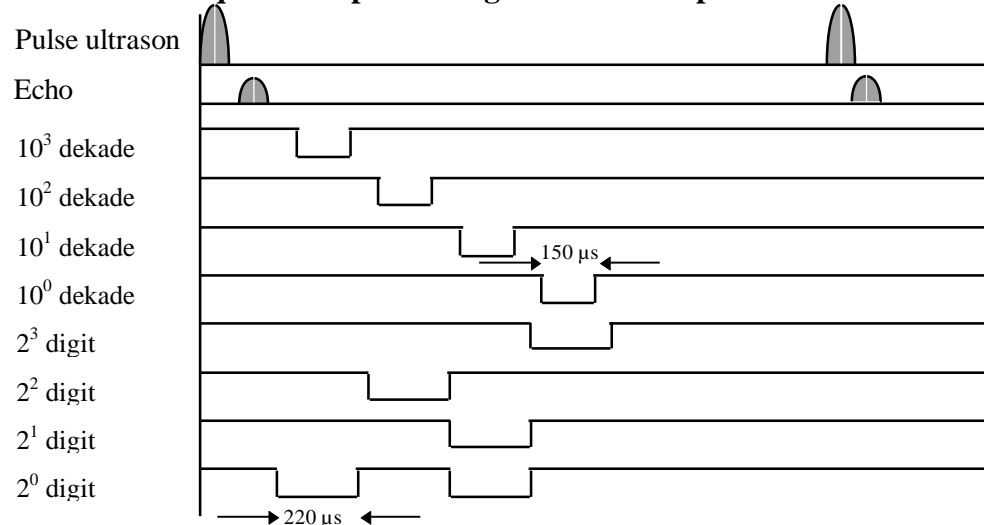 Pulse ultrason
Echo
10³ dekade
10² dekade
10¹ dekade
150 µs
10⁰ dekade
2³ digit
2² digit
2¹ digit
2⁰ digit
220 µs